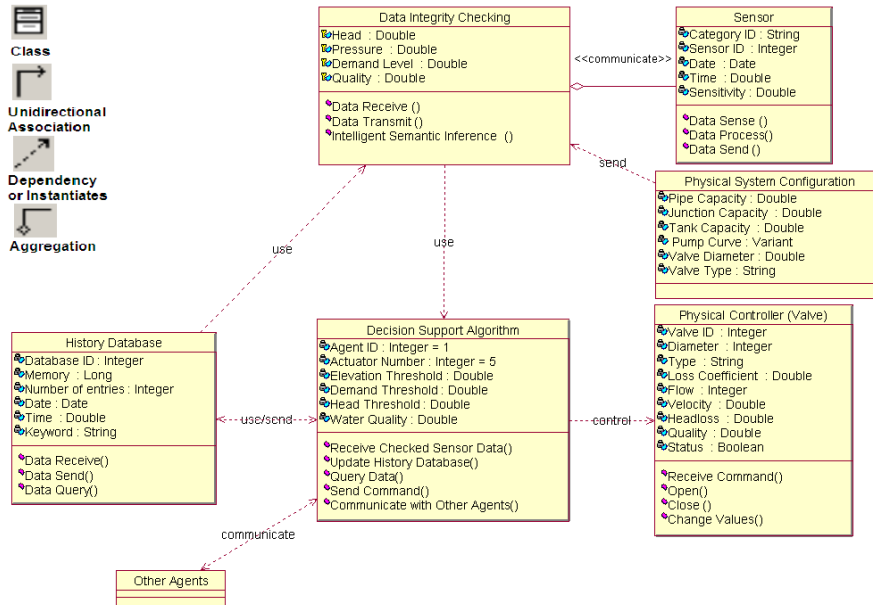 Class
Unidirectional
Association
Dependency
or Instantiates
Aggregation
Data Integrity Checking
Head : Double
Pressure : Double
Demand Level : Double
Quality : Double
Data Receive ()
Data Transmit ()
Intelligent Semantic Inference ()
<<communicate>>
Sensor
Category ID : String
Sensor ID : Integer
Date : Date
Time : Double
Sensitivity : Double
Data Sense ()
Data Process()
Data Send ()
send
Physical System Configuration
Pipe Capacity : Double
Junction Capacity : Double
Tank Capacity : Double
Pump Curve : Variant
Valve Diameter : Double
Valve Type : String
use
use
History Database
Database ID : Integer
Memory : Long
Number of entries : Integer
Date : Date
Time : Double
Keyword : String
Data Receive()
Data Send()
Data Query()
use/send
Decision Support Algorithm
Agent ID : Integer = 1
Actuator Number : Integer = 5
Elevation Threshold : Double
Demand Threshold : Double
Head Threshold : Double
Water Quality : Double
Receive Checked Sensor Data()
Update History Database()
Query Data()
Send Command()
Communicate with Other Agents()
control
Physical Controller (Valve)
Valve ID : Integer
Diameter : Integer
Type : String
Loss Coefficient : Double
Flow : Integer
Velocity : Double
Headloss : Double
Quality : Double
Status : Boolean
Receive Command()
Open()
Close ()
Change Values()
communicate
Other Agents